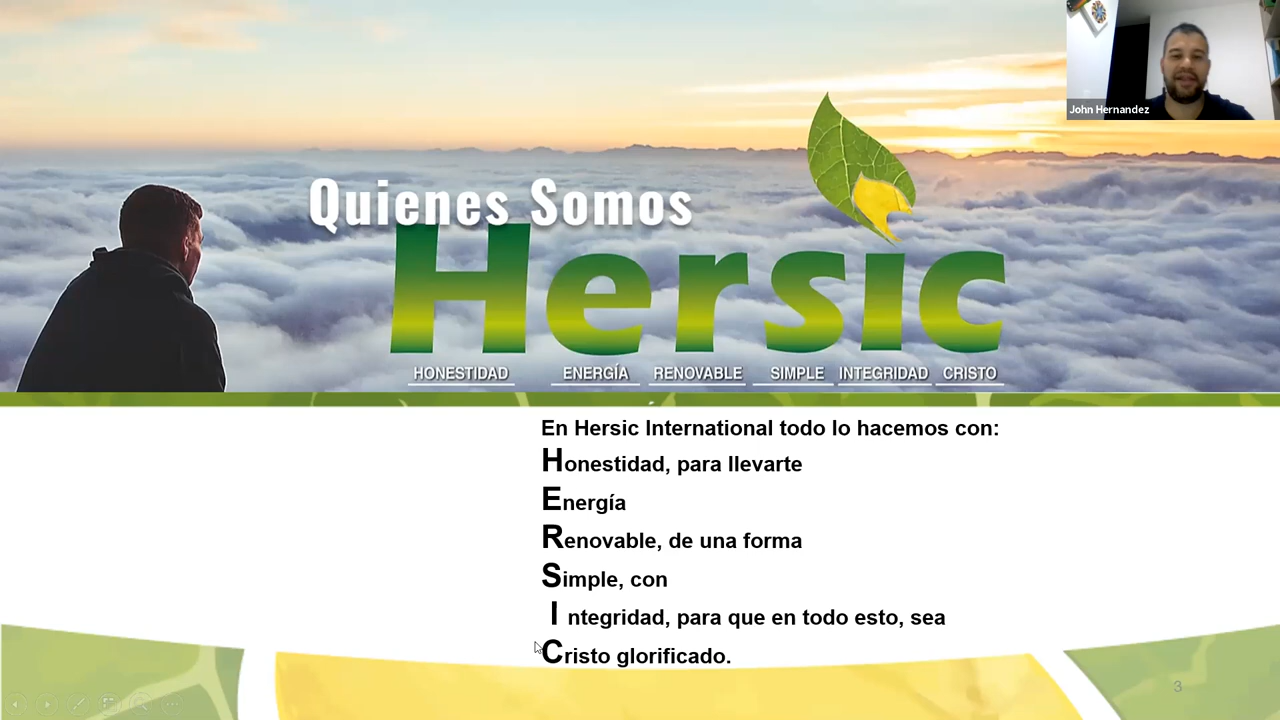 John Hernandez
Quienes Somos
Hersic
HONESTIDAD ENERGÍA RENOVABLE SIMPLE INTEGRIDAD CRISTO
En Hersic International todo lo hacemos con:
Honestidad, para llevarte
Energía
Renovable, de una forma
Simple, con
I ntegridad, para que en todo esto, sea
Cristo glorificado.
3